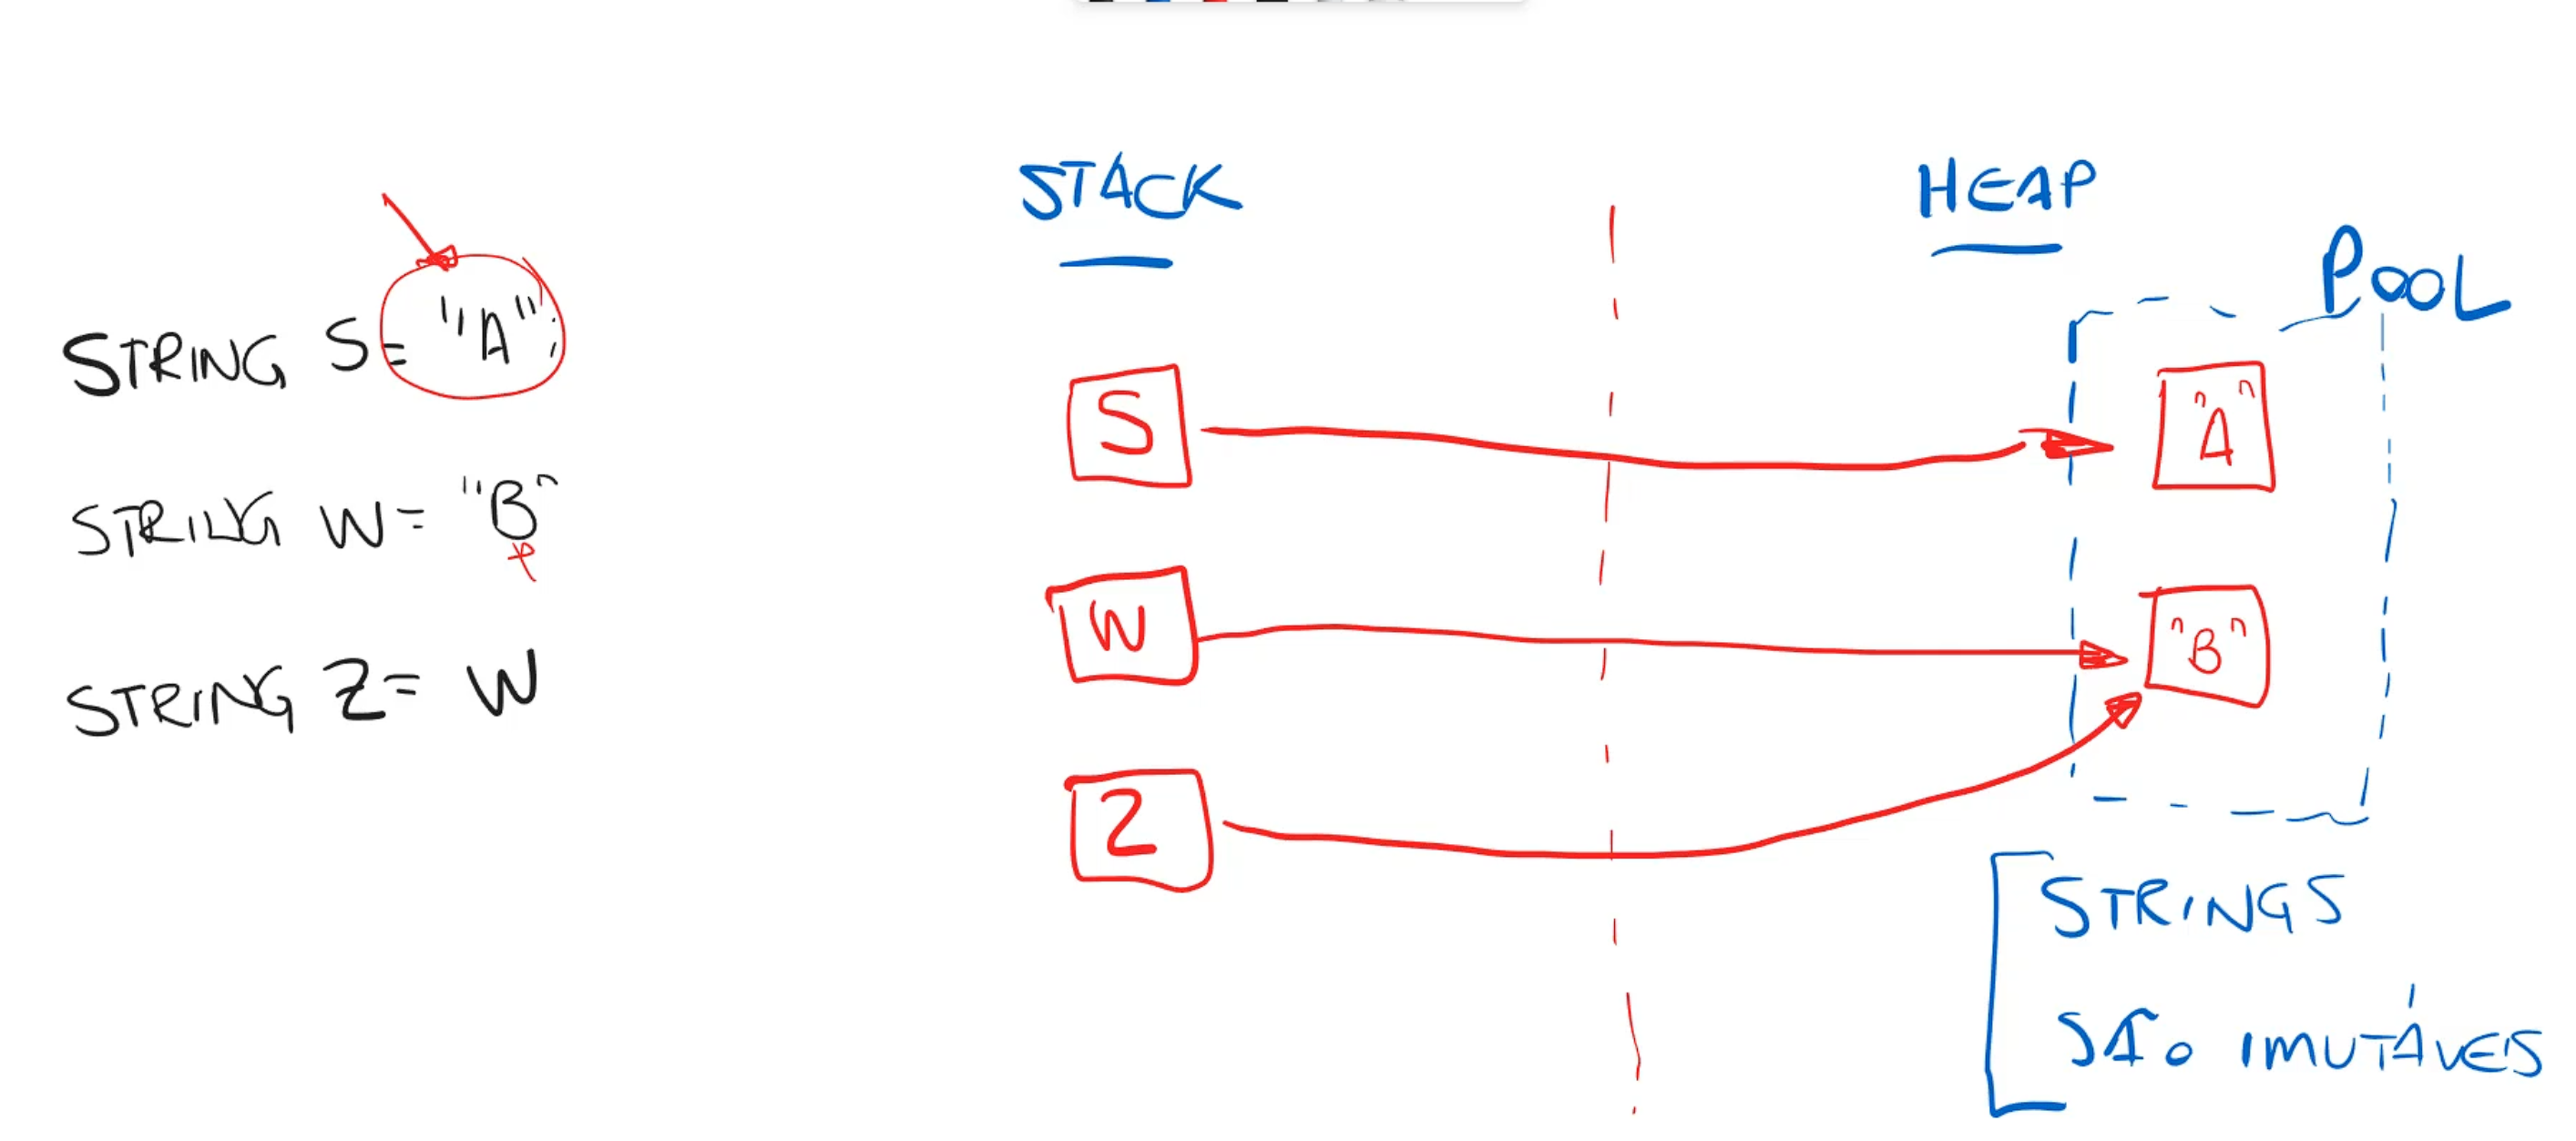 STRING S = "A";
STRING W = "B"
STRING Z = W
STACK
HEAP
POOL
S
"A"
W
"B"
Z
STRINGS
SÃO IMUTÁVEIS